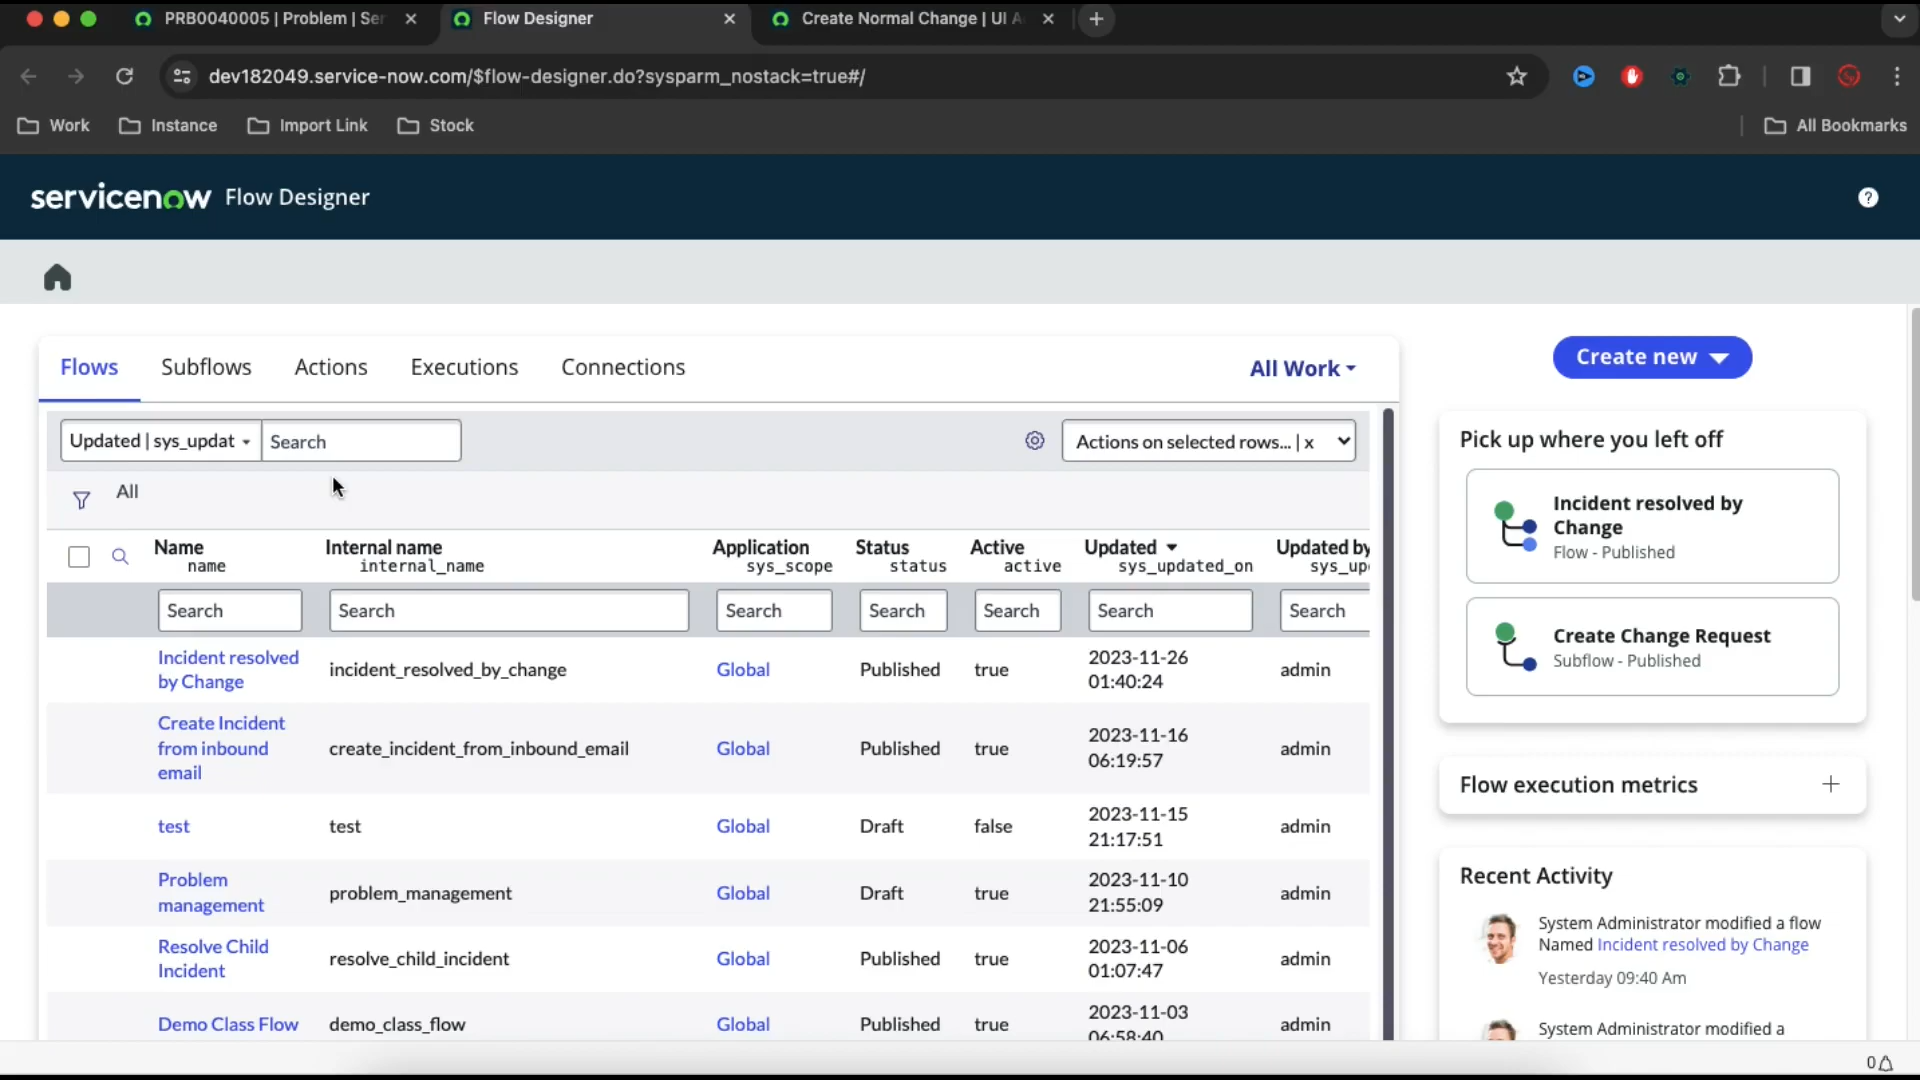 PRB0040005 | Problem | Ser
Flow Designer
Create Normal Change | UI A
dev182049.service-now.com/$flow-designer.do?sysparm_nostack=true#/
Work
Instance
Import Link
Stock
All Bookmarks
servicenow Flow Designer
Flows
Subflows
Actions
Executions
Connections
All Work
Create new
Updated | sys_updat
Search
Actions on selected rows... | x
All
Name
name
Internal name
internal_name
Application
sys_scope
Status
status
Active
active
Updated
sys_updated_on
Updated by
sys_up
Search
Search
Search
Search
Search
Search
Search
Incident resolved
by Change
incident_resolved_by_change
Global
Published
true
2023-11-26
01:40:24
admin
Create Incident
from inbound
email
create_incident_from_inbound_email
Global
Published
true
2023-11-16
06:19:57
admin
test
test
Global
Draft
false
2023-11-15
21:17:51
admin
Problem
management
problem_management
Global
Draft
true
2023-11-10
21:55:09
admin
Resolve Child
Incident
resolve_child_incident
Global
Published
true
2023-11-06
01:07:47
admin
Demo Class Flow
demo_class_flow
Global
Published
true
2023-11-03
06:58:40
admin
Pick up where you left off
Incident resolved by
Change
Flow - Published
Create Change Request
Subflow - Published
Flow execution metrics
Recent Activity
System Administrator modified a flow
Named Incident resolved by Change
Yesterday 09:40 Am
System Administrator modified a
0